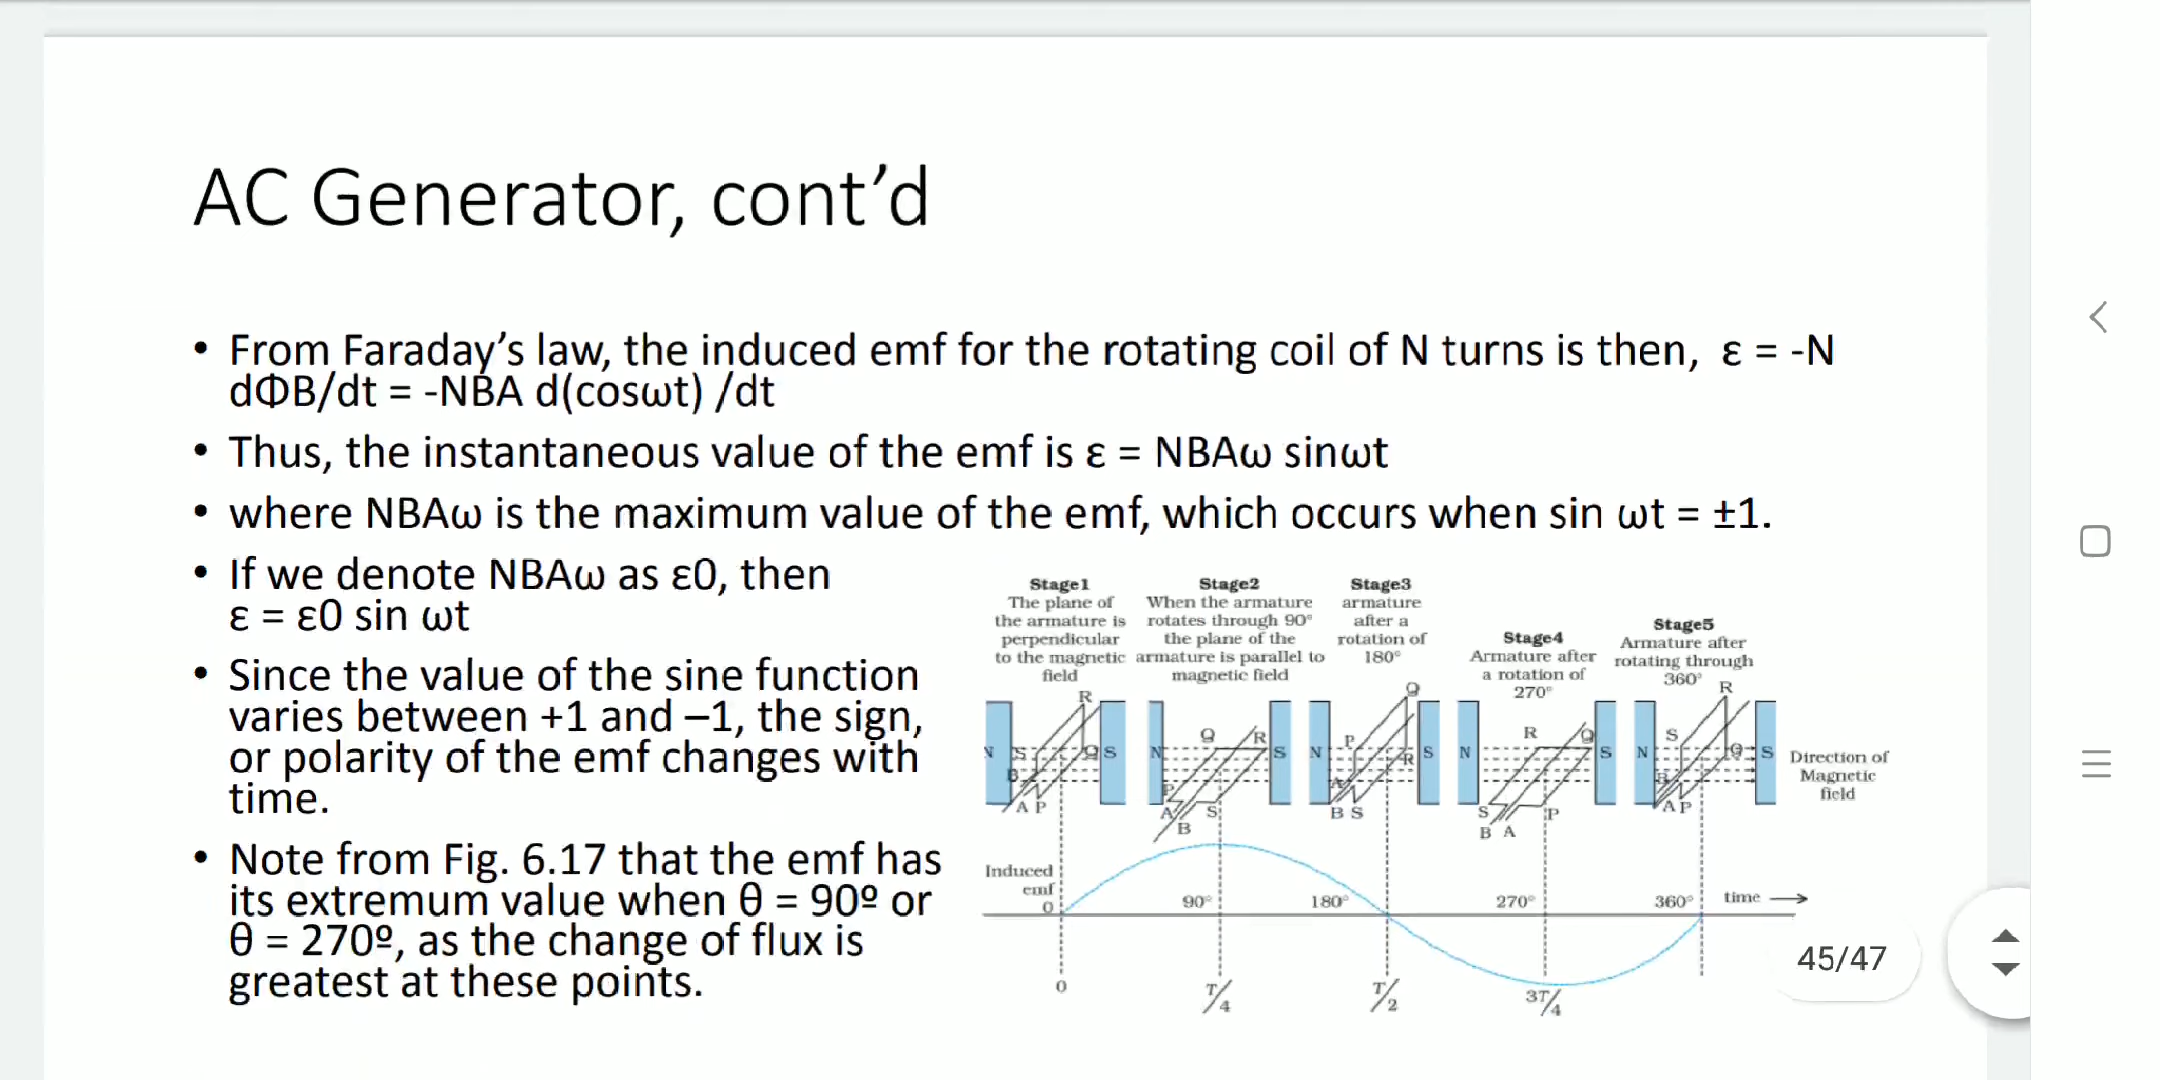 AC Generator, cont’d
• From Faraday’s law, the induced emf for the rotating coil of N turns is then,  ε = -N
dΦB/dt = -NBA d(cosωt) /dt
• Thus, the instantaneous value of the emf is ε = NBAω sinωt
• where NBAω is the maximum value of the emf, which occurs when sin ωt = ±1.
• If we denote NBAω as ε0, then
ε = ε0 sin ωt
• Since the value of the sine function
varies between +1 and –1, the sign,
or polarity of the emf changes with
time.
• Note from Fig. 6.17 that the emf has
its extremum value when θ = 90º or
θ = 270º, as the change of flux is
greatest at these points.
Stage1
The plane of
the armature is
perpendicular
to the magnetic
field
Stage2
When the armature
rotates through 90°
the plane of the
armature is parallel to
magnetic field
Stage3
armature
after a
rotation of
180°
Stage4
Armature after
a rotation of
270°
Stage5
Armature after
rotating through
360°
R
N S Q S
B
A P
Q R
N S
P
A S
B
Q
P
N R S
A
B S
R Q
N S
S P
B A
R
S
N Q S
B
A P
Direction of
Magnetic
field
Induced
emf
0
90° 180° 270° 360° time
0 T/4 T/2 3T/4
45/47